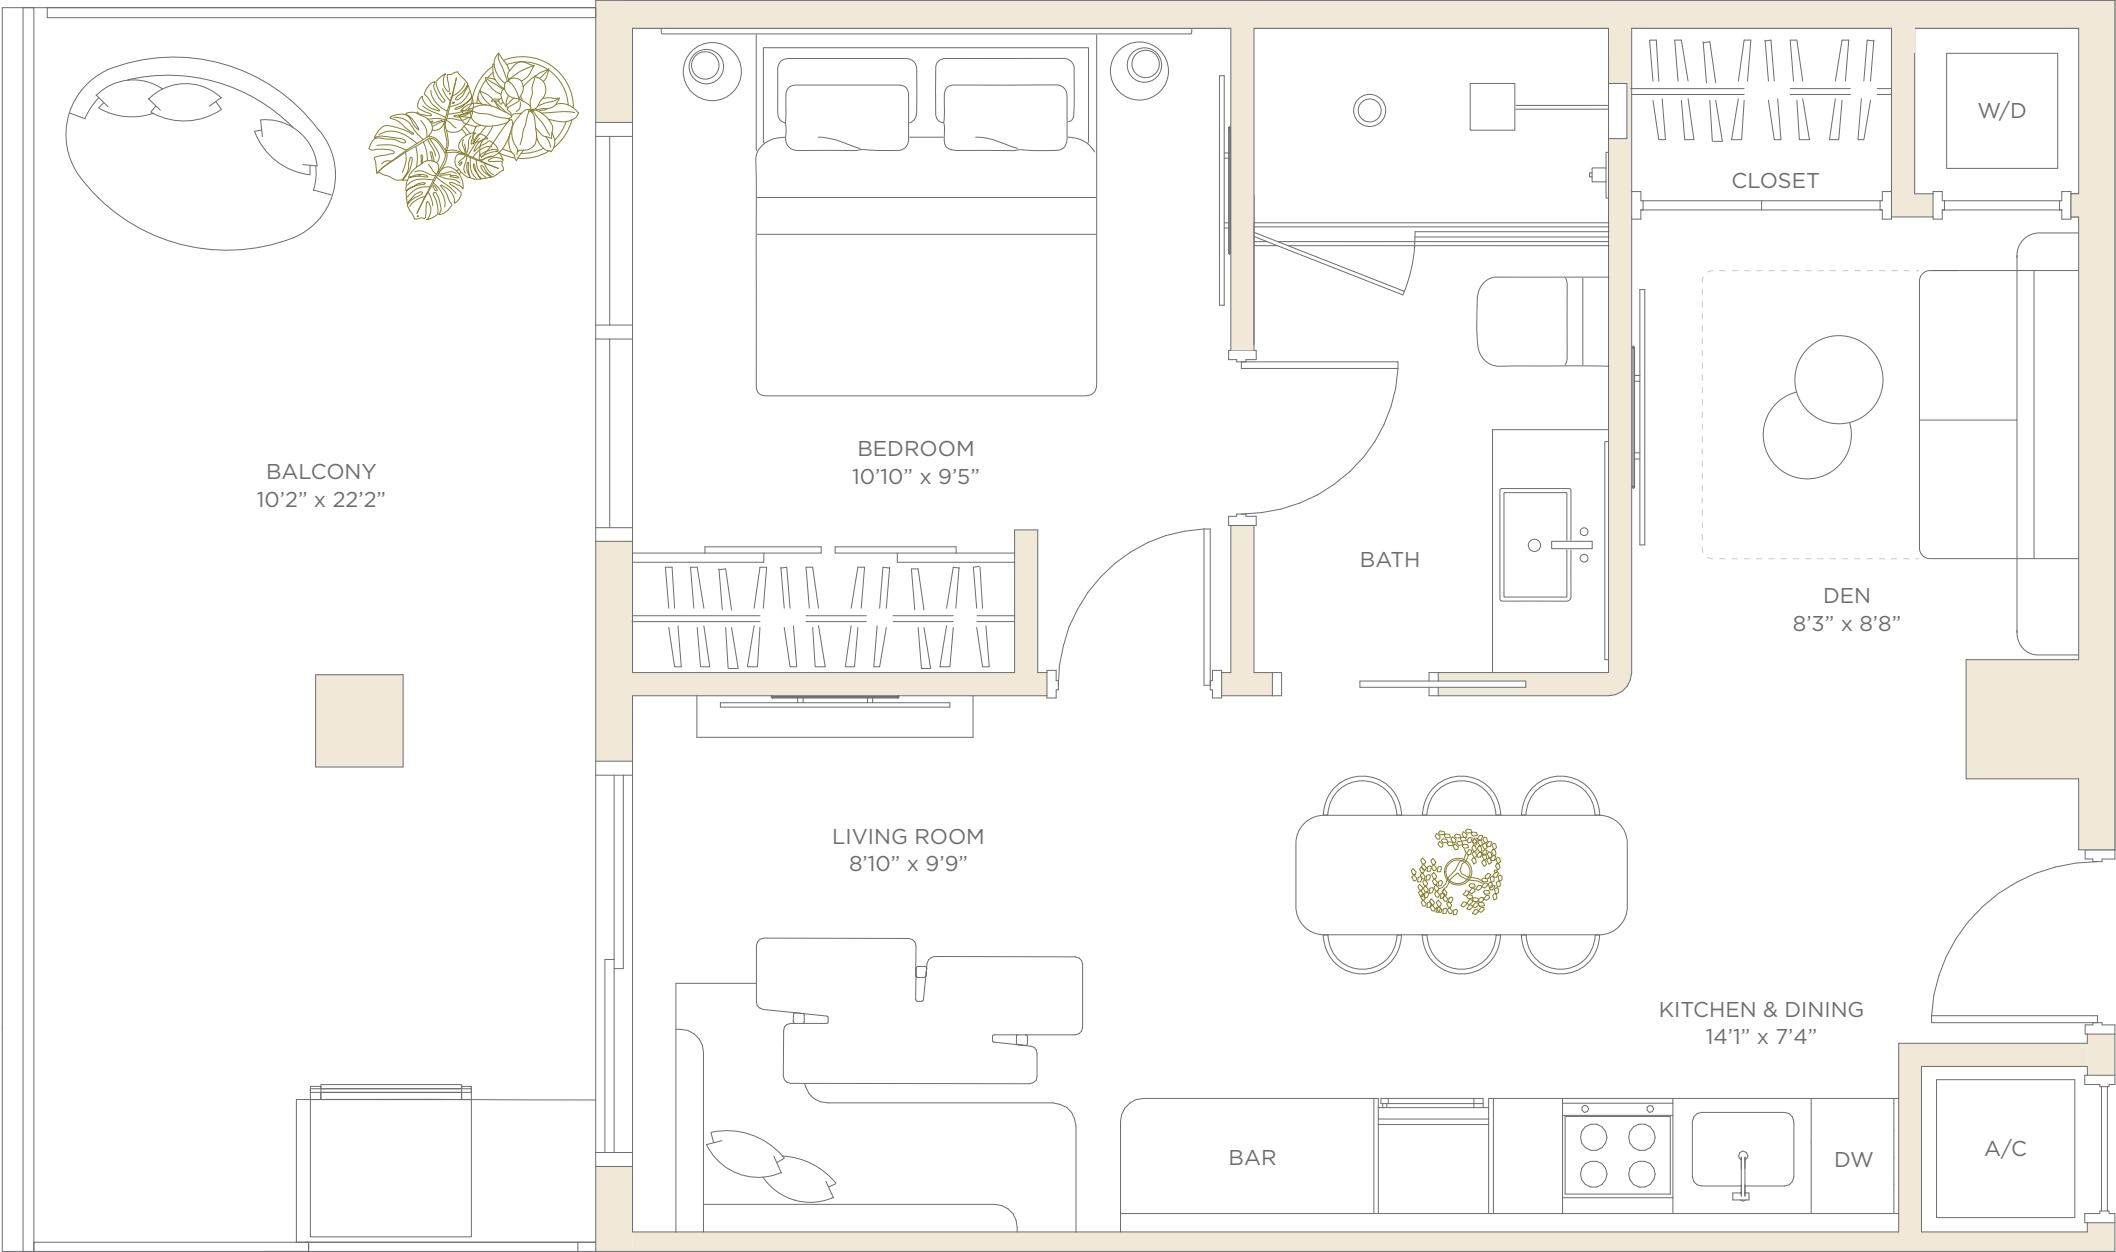 W/D
CLOSET
BEDROOM
10'10” x 9'5”
BALCONY
10'2” x 22'2”
BATH
DEN
8'3” x 8'8”
LIVING ROOM
8'10” x 9'9”
KITCHEN & DINING
14'1” x 7'4”
BAR
DW
A/C